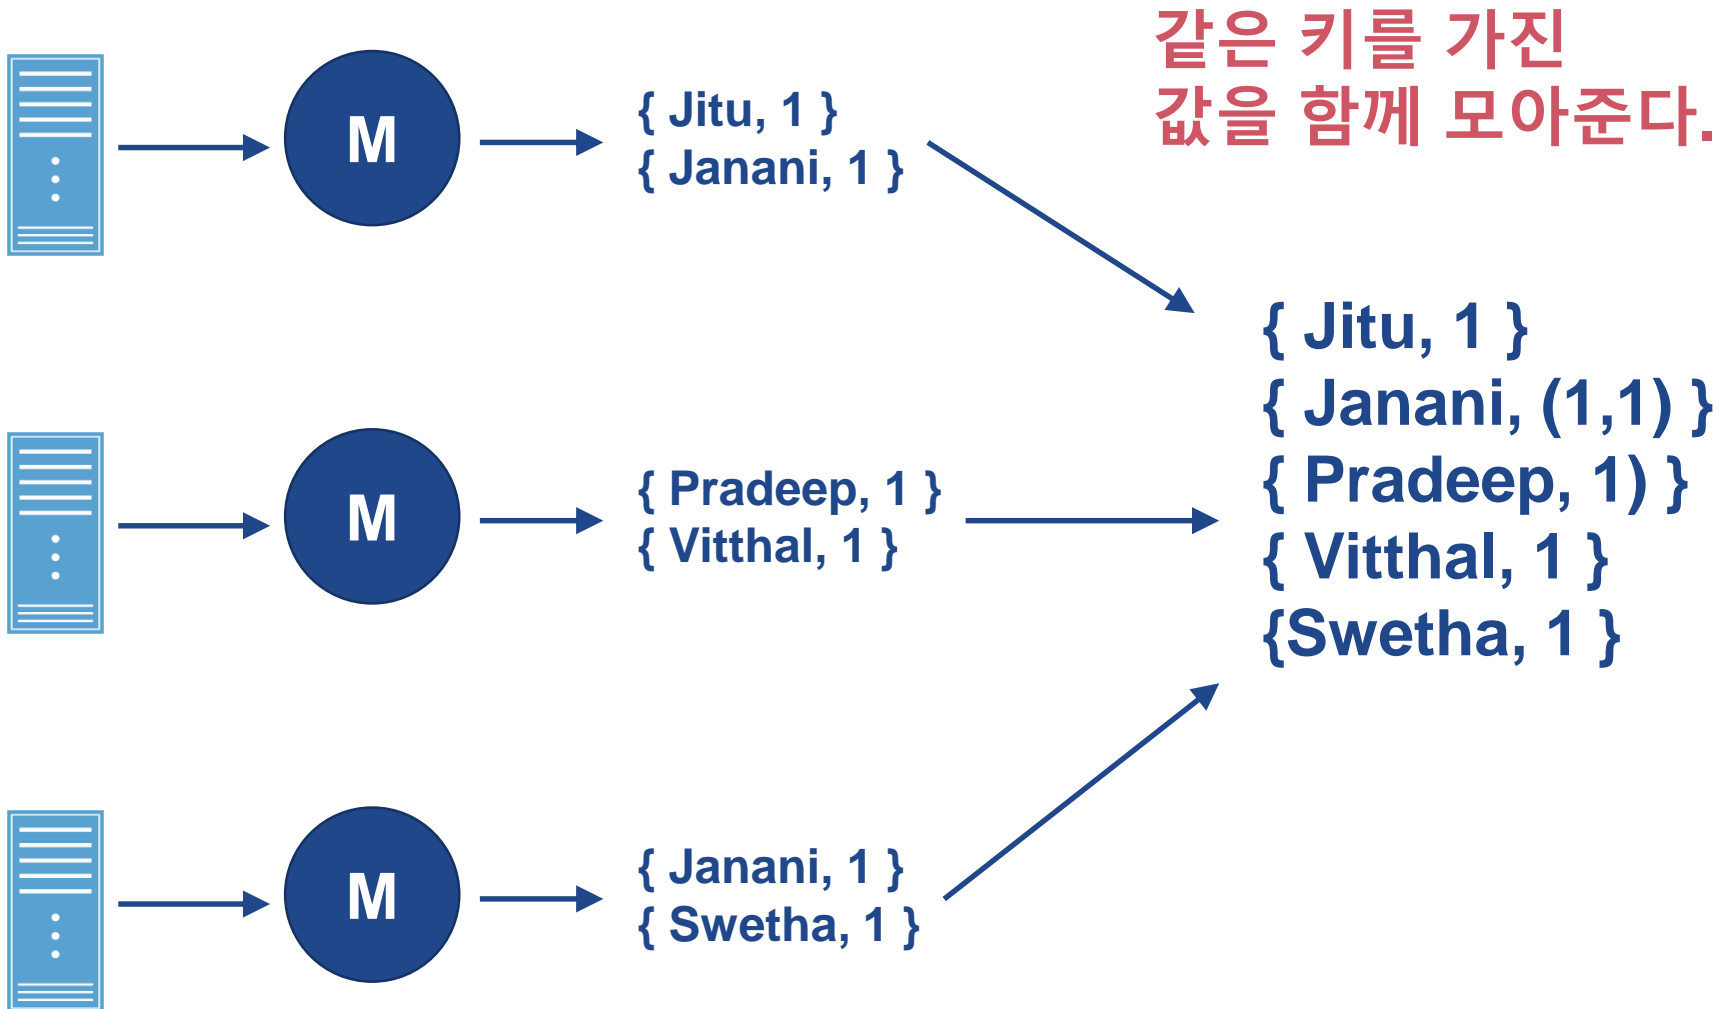 같은 키를 가진
값을 함께 모아준다.
M
{ Jitu, 1 }
{ Janani, 1 }
M
{ Pradeep, 1 }
{ Vitthal, 1 }
M
{ Janani, 1 }
{ Swetha, 1 }
{ Jitu, 1 }
{ Janani, (1,1) }
{ Pradeep, 1) }
{ Vitthal, 1 }
{Swetha, 1 }